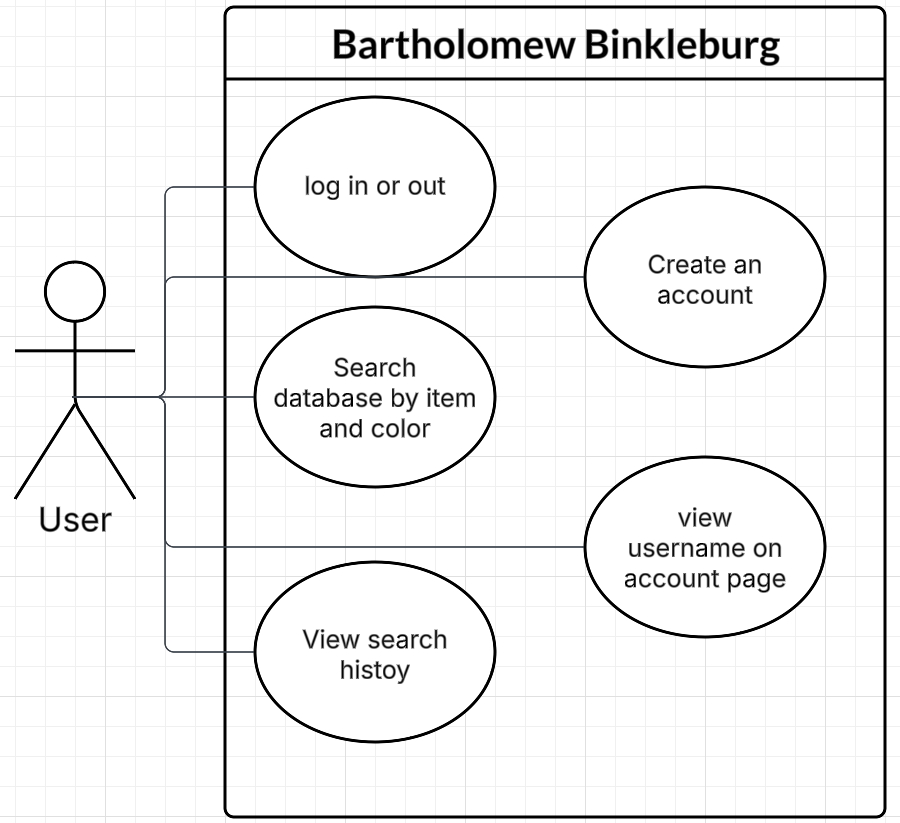 Bartholomew Binkleburg
log in or out
Create an
account
Search
database by item
and color
User
view
username on
account page
View search
histoy